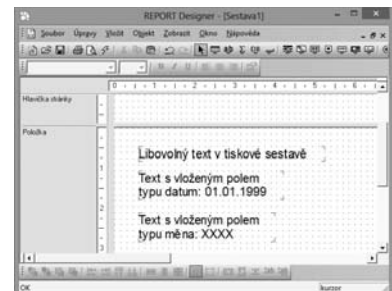 REPORT Designer - [Sestava1]
Soubor Úpravy Vložit Objekt Zobrazit Okno Nápověda
Hlavička stránky
Položka
Libovolný text v tiskové sestavě
Text s vloženým polem
typu datum: 01.01.1999
Text s vloženým polem
typu měna: XXXX
OK kurzor